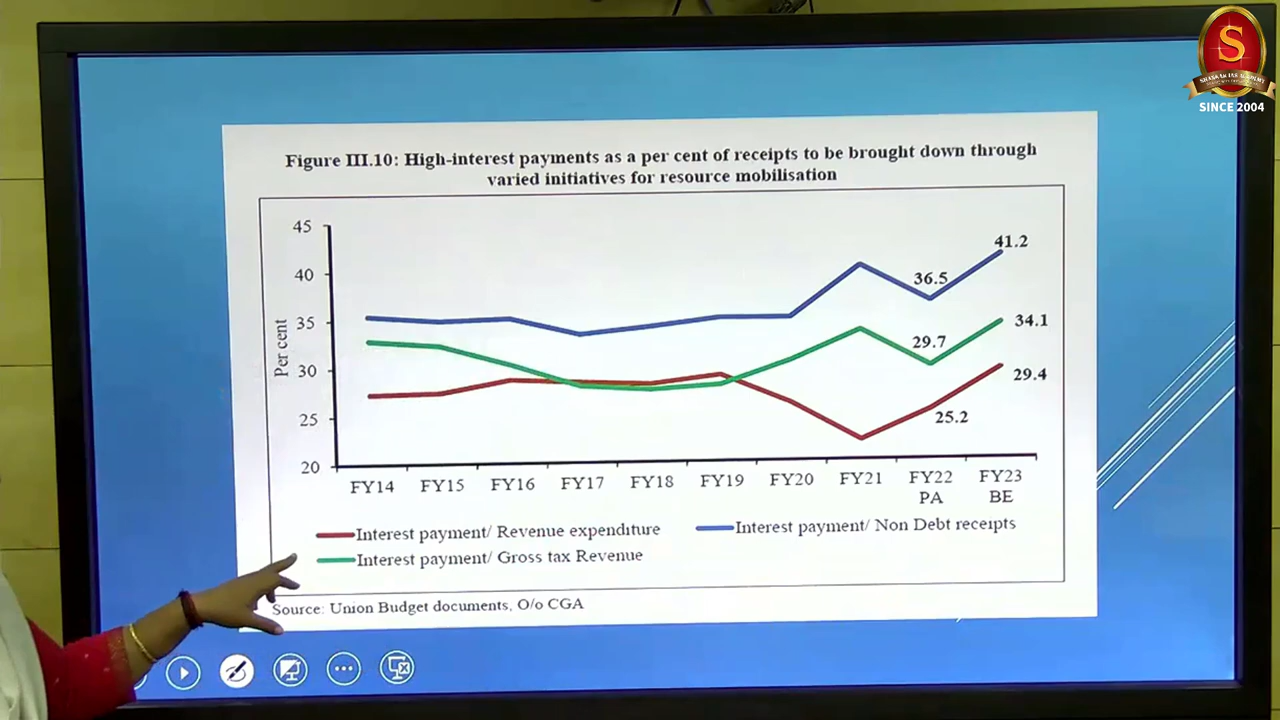 S
SHANKAR IAS ACADEMY
SINCE 2004
Figure III.10: High-interest payments as a per cent of receipts to be brought down through
varied initiatives for resource mobilisation
45
40
35
30
25
20
Per cent
41.2
36.5
34.1
29.7
29.4
25.2
FY14 FY15 FY16 FY17 FY18 FY19 FY20 FY21 FY22 FY23
PA BE
Interest payment/ Revenue expenditure
Interest payment/ Non Debt receipts
Interest payment/ Gross tax Revenue
Source: Union Budget documents, O/o CGA